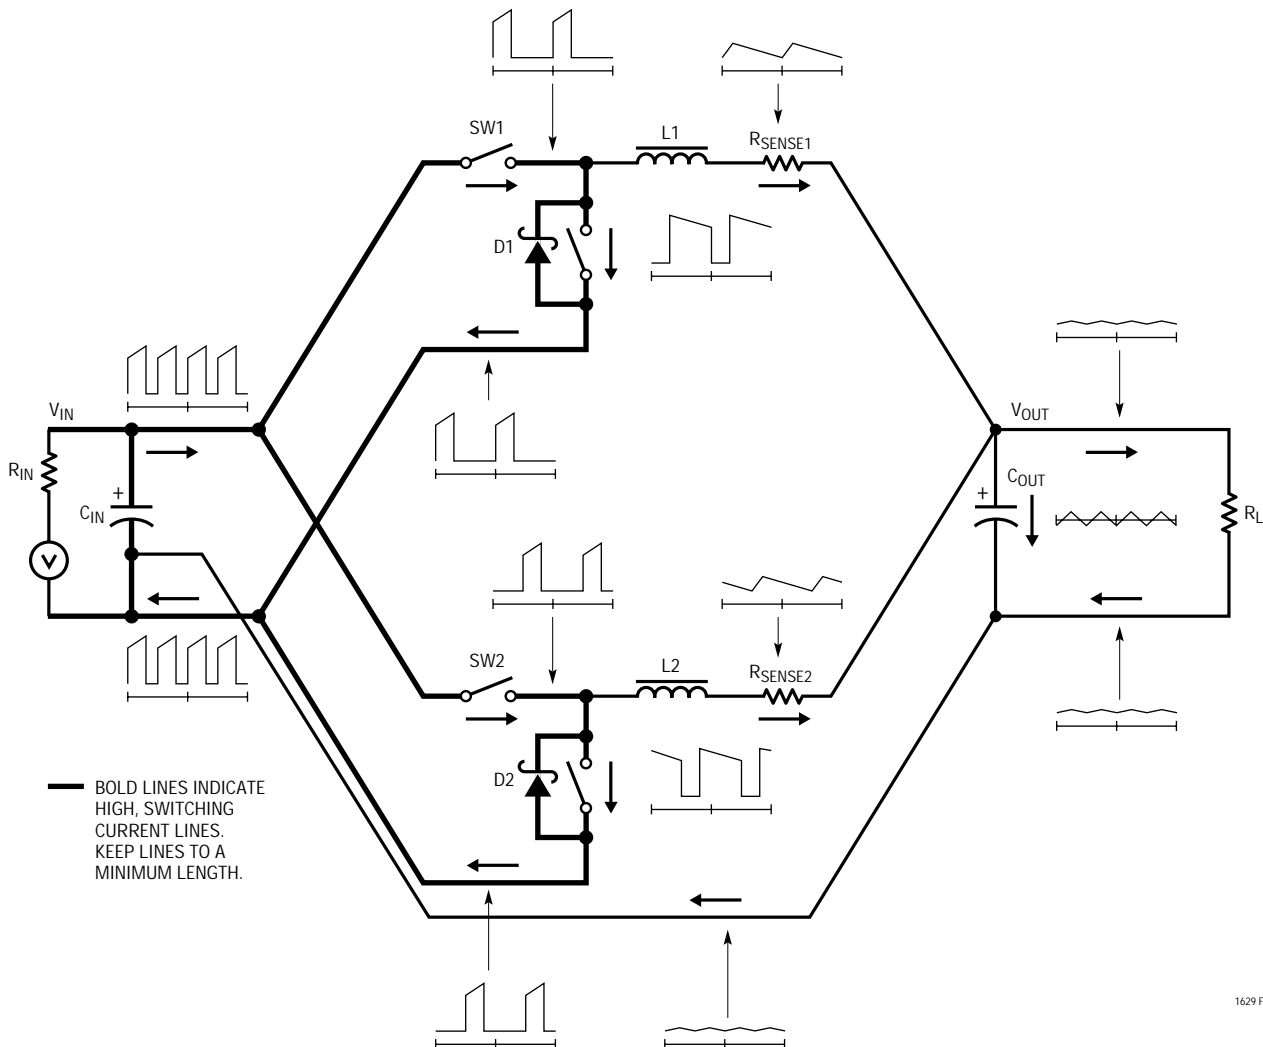 SW1
L1
RSENSE1
D1
VIN
RIN
+
CIN
V
VOUT
COUT
+
RL
SW2
L2
RSENSE2
D2
BOLD LINES INDICATE
HIGH, SWITCHING
CURRENT LINES.
KEEP LINES TO A
MINIMUM LENGTH.
1629 F